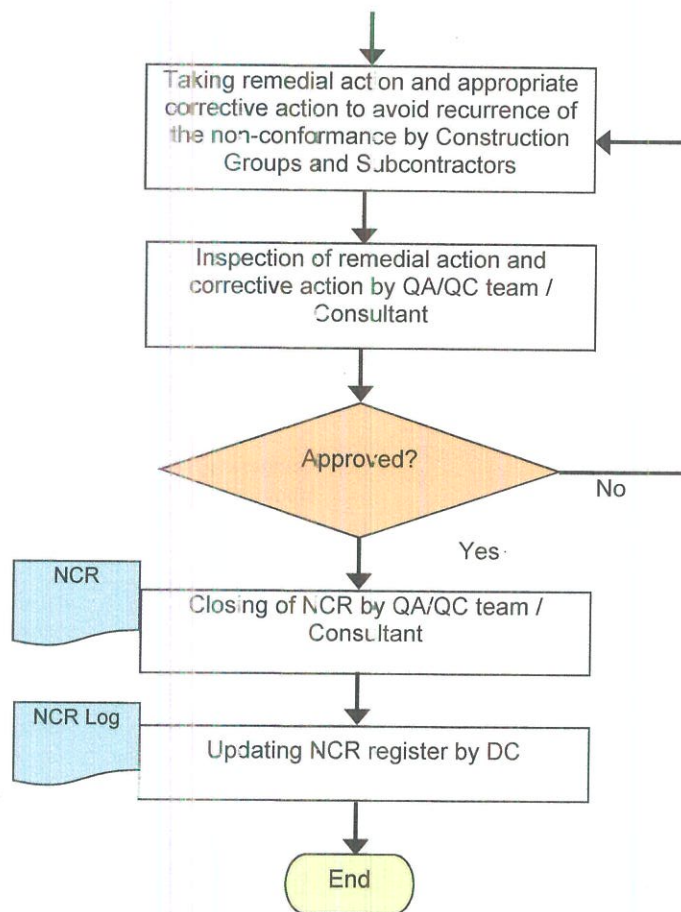 Taking remedial action and appropriate
corrective action to avoid recurrence of
the non-conformance by Construction
Groups and Subcontractors
Inspection of remedial action and
corrective action by QA/QC team /
Consultant
Approved?
No
Yes
NCR
Closing of NCR by QA/QC team /
Consultant
NCR Log
Updating NCR register by DC
End